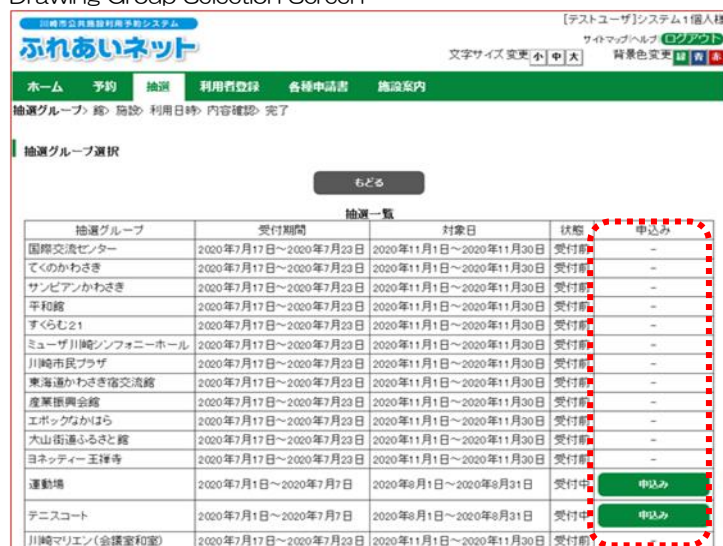 Drawing Group Selection Screen
川崎市公共施設利用予約システム
[テストユーザ]システム1個人様
ふれあいネット
サイトマップ/ヘルプ ログアウト
文字サイズ変更 小 中 大 背景色変更 緑 青 赤
ホーム 予約 抽選 利用者登録 各種申請書 施設案内
抽選グループ> 館> 施設> 利用日時> 内容確認> 完了
抽選グループ選択
もどる
抽選一覧
抽選グループ 受付期間 対象日 状態 申込み
国際交流センター 2020年7月17日～2020年7月23日 2020年11月1日～2020年11月30日 受付前 -
てくのかわさき 2020年7月17日～2020年7月23日 2020年11月1日～2020年11月30日 受付前 -
サンピアンかわさき 2020年7月17日～2020年7月23日 2020年11月1日～2020年11月30日 受付前 -
平和館 2020年7月17日～2020年7月23日 2020年11月1日～2020年11月30日 受付前 -
すくらむ21 2020年7月17日～2020年7月23日 2020年11月1日～2020年11月30日 受付前 -
ミューザ川崎シンフォニーホール 2020年7月17日～2020年7月23日 2020年11月1日～2020年11月30日 受付前 -
川崎市民プラザ 2020年7月17日～2020年7月23日 2020年11月1日～2020年11月30日 受付前 -
東海道かわさき宿交流館 2020年7月17日～2020年7月23日 2020年11月1日～2020年11月30日 受付前 -
産業振興会館 2020年7月17日～2020年7月23日 2020年11月1日～2020年11月30日 受付前 -
エポックなかはら 2020年7月17日～2020年7月23日 2020年11月1日～2020年11月30日 受付前 -
大山街道ふるさと館 2020年7月17日～2020年7月23日 2020年11月1日～2020年11月30日 受付前 -
ヨネッティー王禅寺 2020年7月17日～2020年7月23日 2020年11月1日～2020年11月30日 受付前 -
運動場 2020年7月1日～2020年7月7日 2020年8月1日～2020年8月31日 受付中 申込み
テニスコート 2020年7月1日～2020年7月7日 2020年8月1日～2020年8月31日 受付中 申込み
川崎マリエン(会議室和室) 2020年7月17日～2020年7月23日 2020年11月1日～2020年11月30日 受付前 -